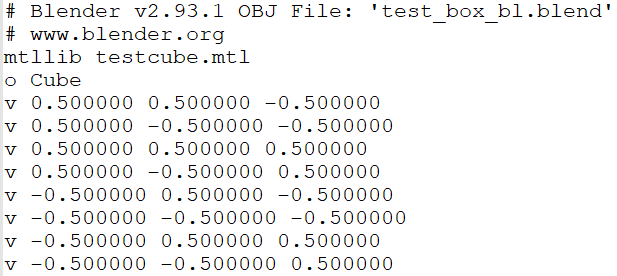 # Blender v2.93.1 OBJ File: 'test_box_bl.blend'
# www.blender.org
mtllib testcube.mtl
o Cube
v 0.500000 0.500000 -0.500000
v 0.500000 -0.500000 -0.500000
v 0.500000 0.500000 0.500000
v 0.500000 -0.500000 0.500000
v -0.500000 0.500000 -0.500000
v -0.500000 -0.500000 -0.500000
v -0.500000 0.500000 0.500000
v -0.500000 -0.500000 0.500000